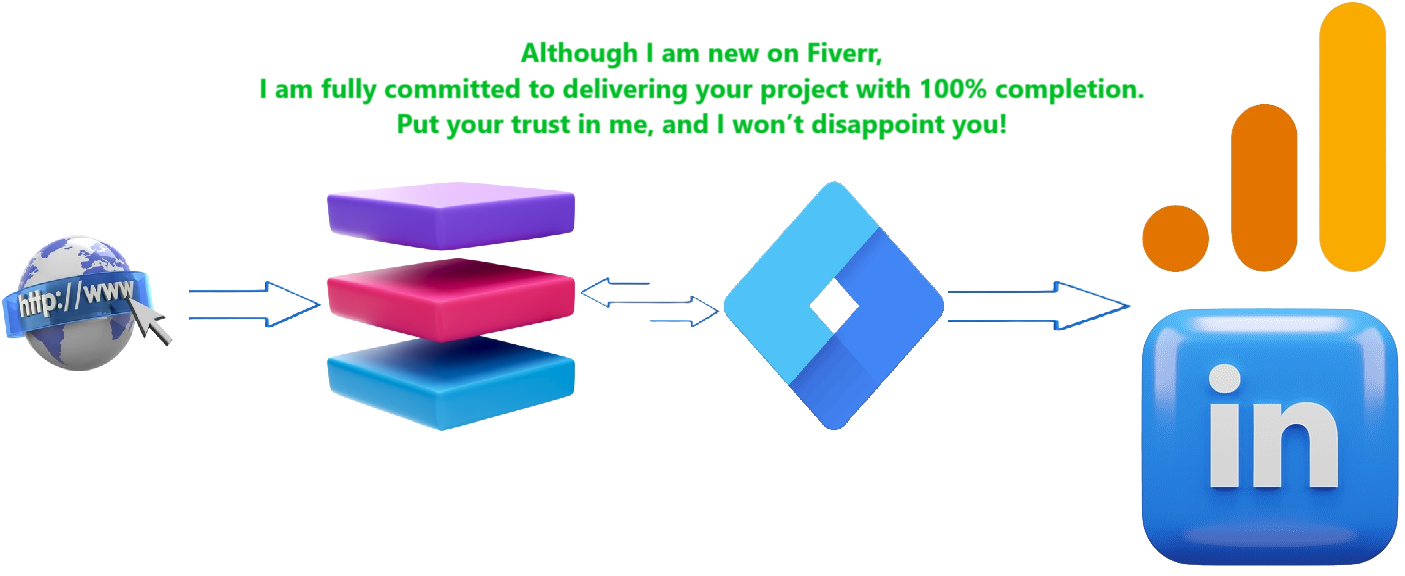 Although I am new on Fiverr,
I am fully committed to delivering your project with 100% completion.
Put your trust in me, and I won’t disappoint you!
http://www
in